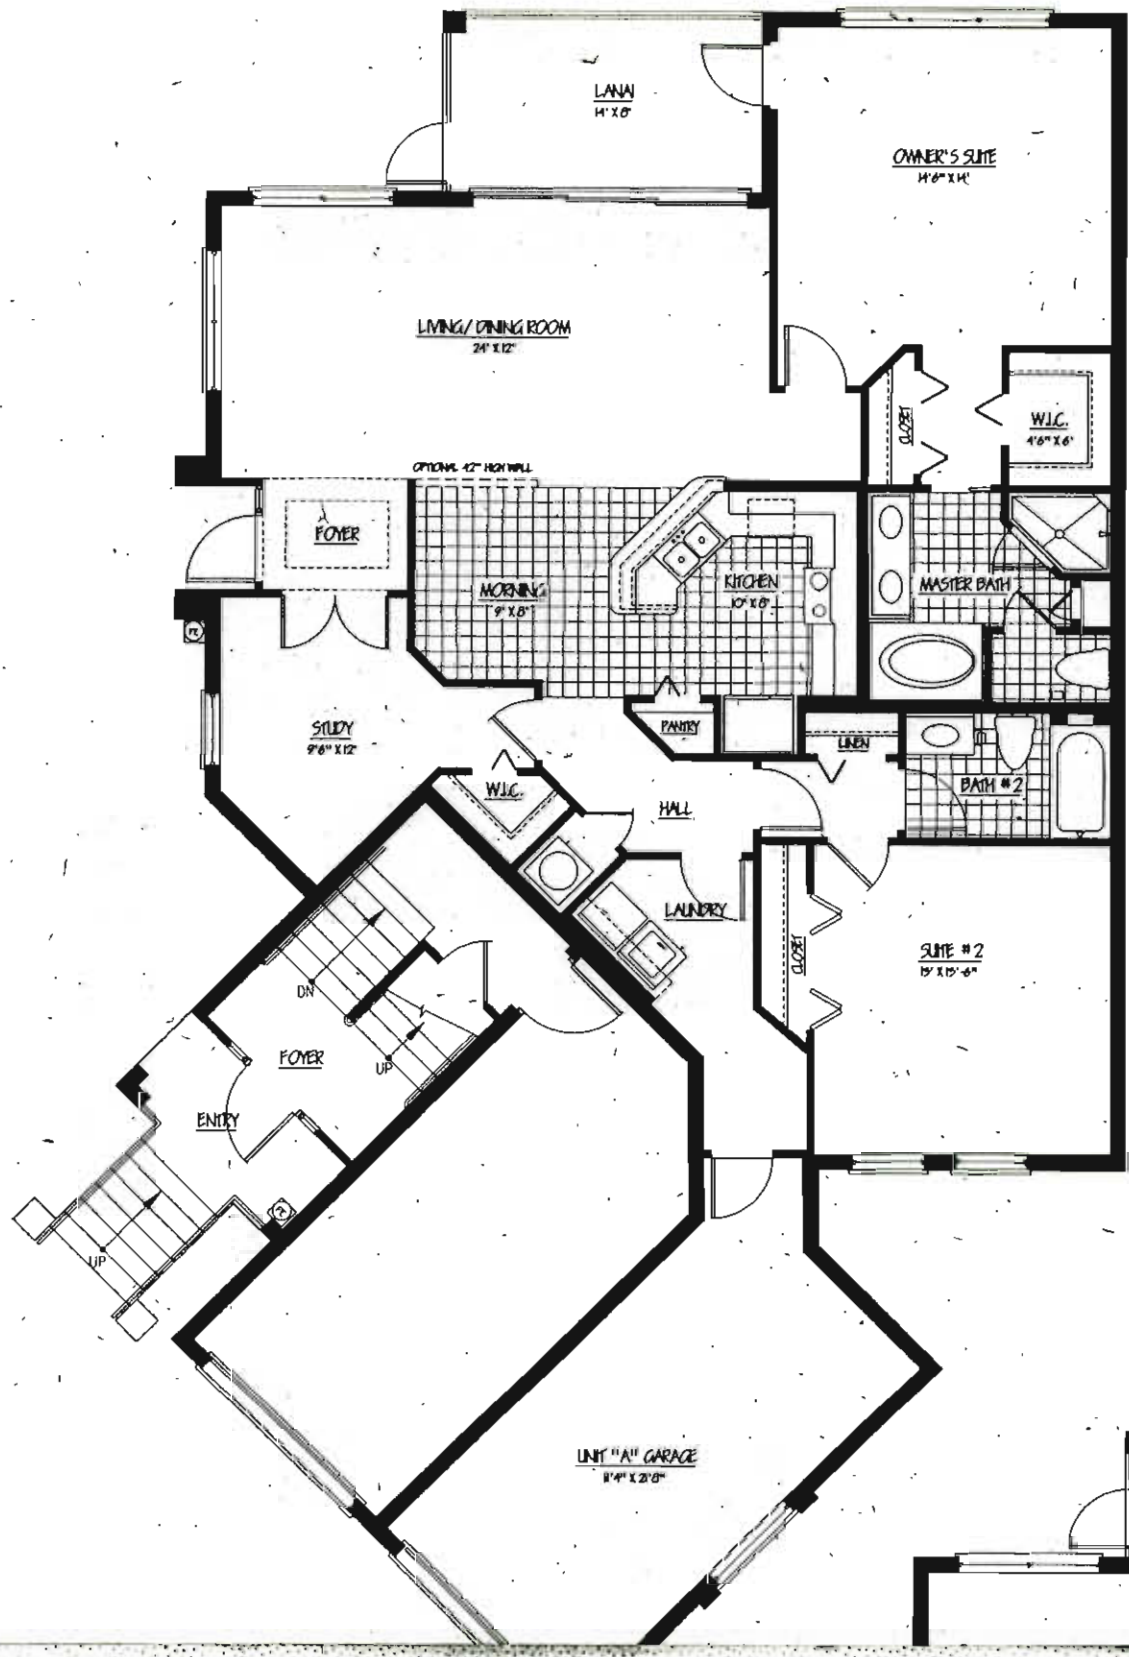 LANAI
14' X 8'
OWNER'S SUITE
14'6" X 14'
LIVING/ DINING ROOM
24' X 12'
CLOSET
W.I.C.
4'6" X 6'
OPTIONAL 42" HIGH WALL
FOYER
MORNING
9' X 8'
KITCHEN
10' X 8'
MASTER BATH
STUDY
9'6" X 12'
PANTRY
LINEN
W.I.C.
BATH #2
HALL
LAUNDRY
CLOSET
SUITE #2
DN
FOYER
UP
ENTRY
UP
UNIT "A" GARAGE